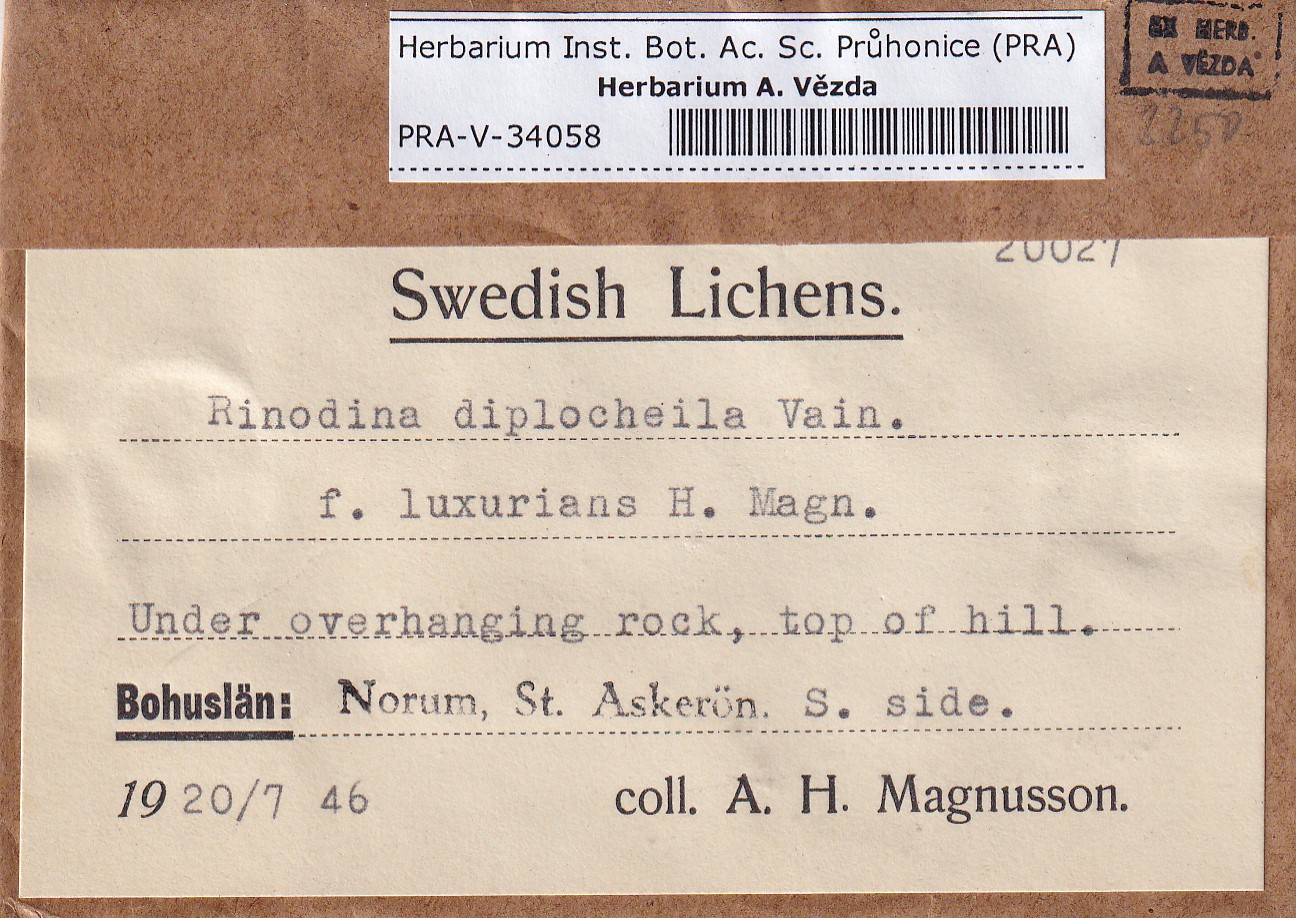 Herbarium Inst. Bot. Ac. Sc. Průhonice (PRA)
Herbarium A. Vězda
PRA-V-34058
EX HERB.
A VĚZDA
2250
20027
Swedish Lichens.
Rinodina diplocheila Vain.
f. luxurians H. Magn.
Under overhanging rock, top of hill.
Bohuslän: Norum, St. Askerön. S. side.
19 20/7 46 coll. A. H. Magnusson.